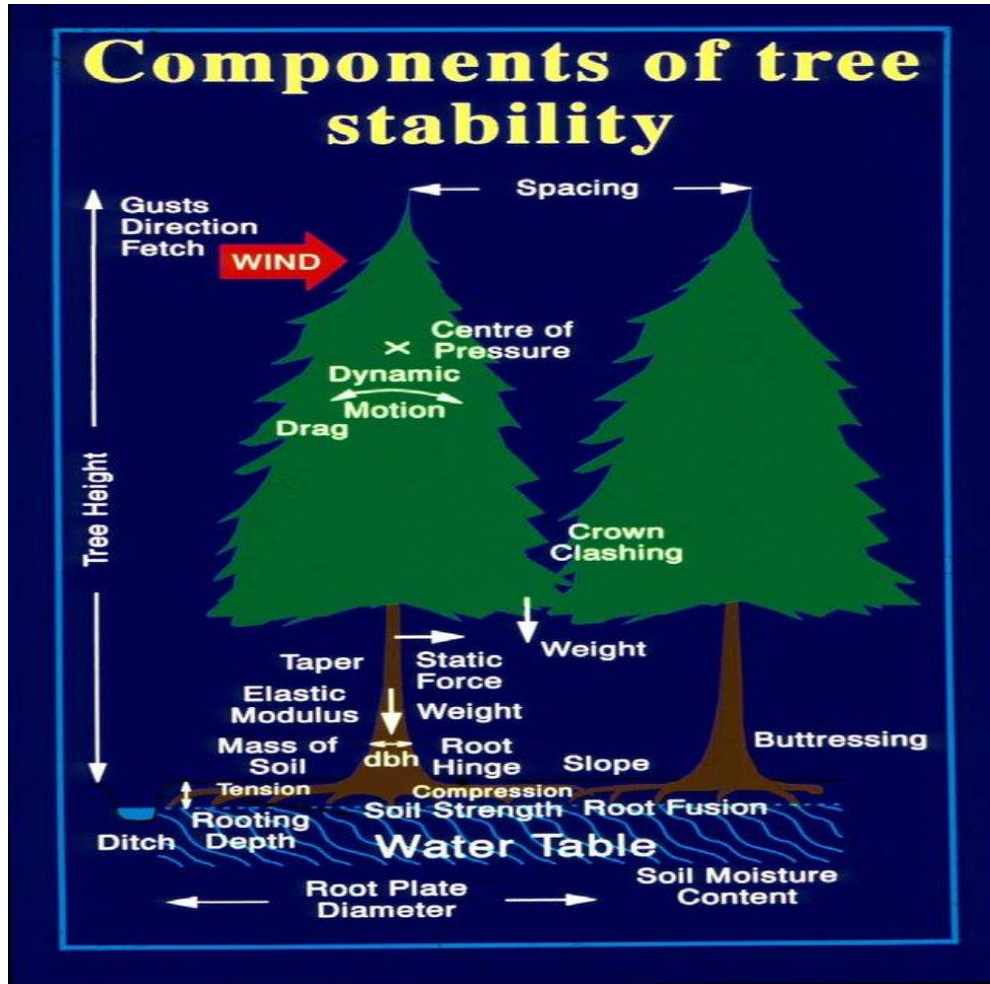 Components of tree
stability
Spacing
Gusts
Direction
Fetch
WIND
Centre of
Pressure
Dynamic
Motion
Drag
Tree Height
Crown
Clashing
Weight
Taper
Static
Force
Elastic
Modulus
Weight
Mass of
Soil
dbh
Root
Hinge
Slope
Buttressing
Tension
Compression
Soil Strength
Root Fusion
Rooting
Depth
Ditch
Water Table
Root Plate
Diameter
Soil Moisture
Content